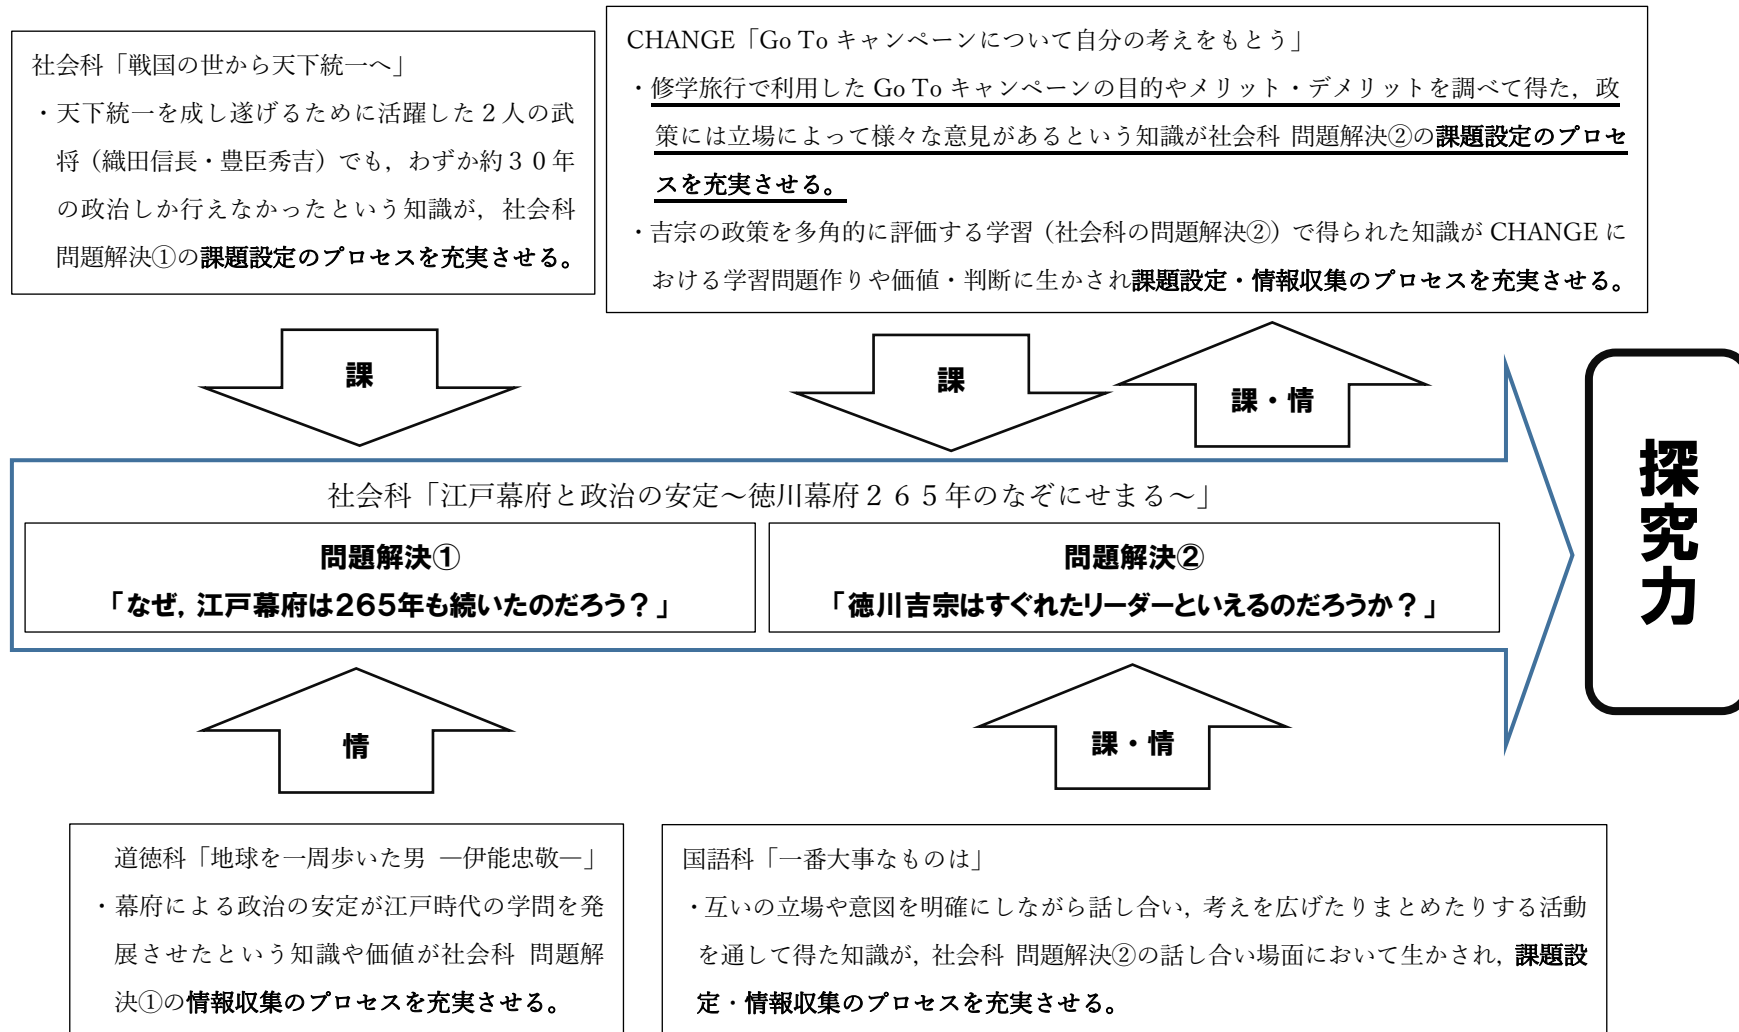 社会科「戦国の世から天下統一へ」
・天下統一を成し遂げるために活躍した２人の武
将（織田信長・豊臣秀吉）でも，わずか約３０年
の政治しか行えなかったという知識が，社会科
問題解決①の課題設定のプロセスを充実させる。
CHANGE「Go To キャンペーンについて自分の考えをもとう」
・修学旅行で利用した Go To キャンペーンの目的やメリット・デメリットを調べて得た，政
策には立場によって様々な意見があるという知識が社会科 問題解決②の課題設定のプロセ
スを充実させる。
・吉宗の政策を多角的に評価する学習（社会科の問題解決②）で得られた知識が CHANGE に
おける学習問題作りや価値・判断に生かされ課題設定・情報収集のプロセスを充実させる。
課
課
課・情
社会科「江戸幕府と政治の安定～徳川幕府２６５年のなぞにせまる～」
問題解決①
「なぜ，江戸幕府は265年も続いたのだろう？」
問題解決②
「徳川吉宗はすぐれたリーダーといえるのだろうか？」
探究力
情
課・情
道徳科「地球を一周歩いた男 ―伊能忠敬―」
・幕府による政治の安定が江戸時代の学問を発
展させたという知識や価値が社会科 問題解
決①の情報収集のプロセスを充実させる。
国語科「一番大事なものは」
・互いの立場や意図を明確にしながら話し合い，考えを広げたりまとめたりする活動
を通して得た知識が，社会科 問題解決②の話し合い場面において生かされ，課題設
定・情報収集のプロセスを充実させる。